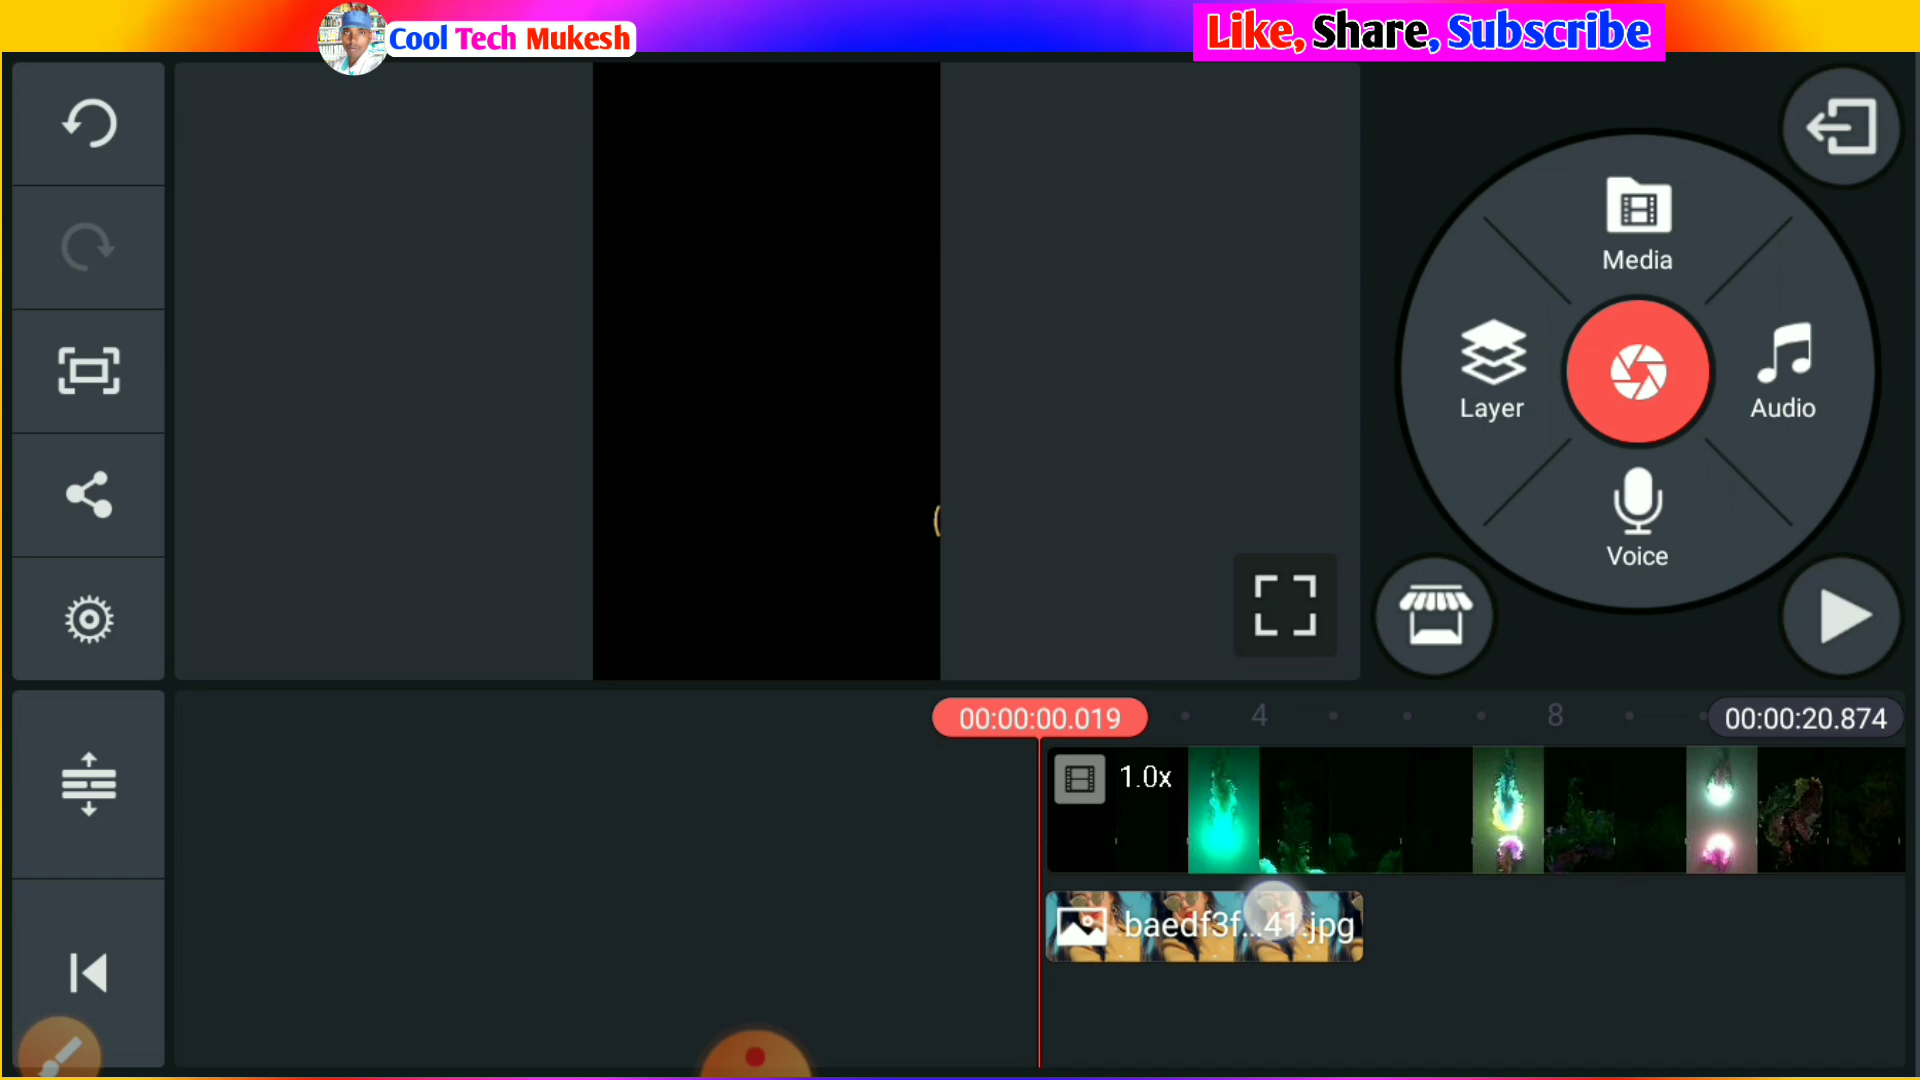 Cool Tech Mukesh
Like, Share, Subscribe
Media
Layer
Audio
Voice
00:00:00.019
4
8
00:00:20.874
1.0x
baedf3f...41.jpg